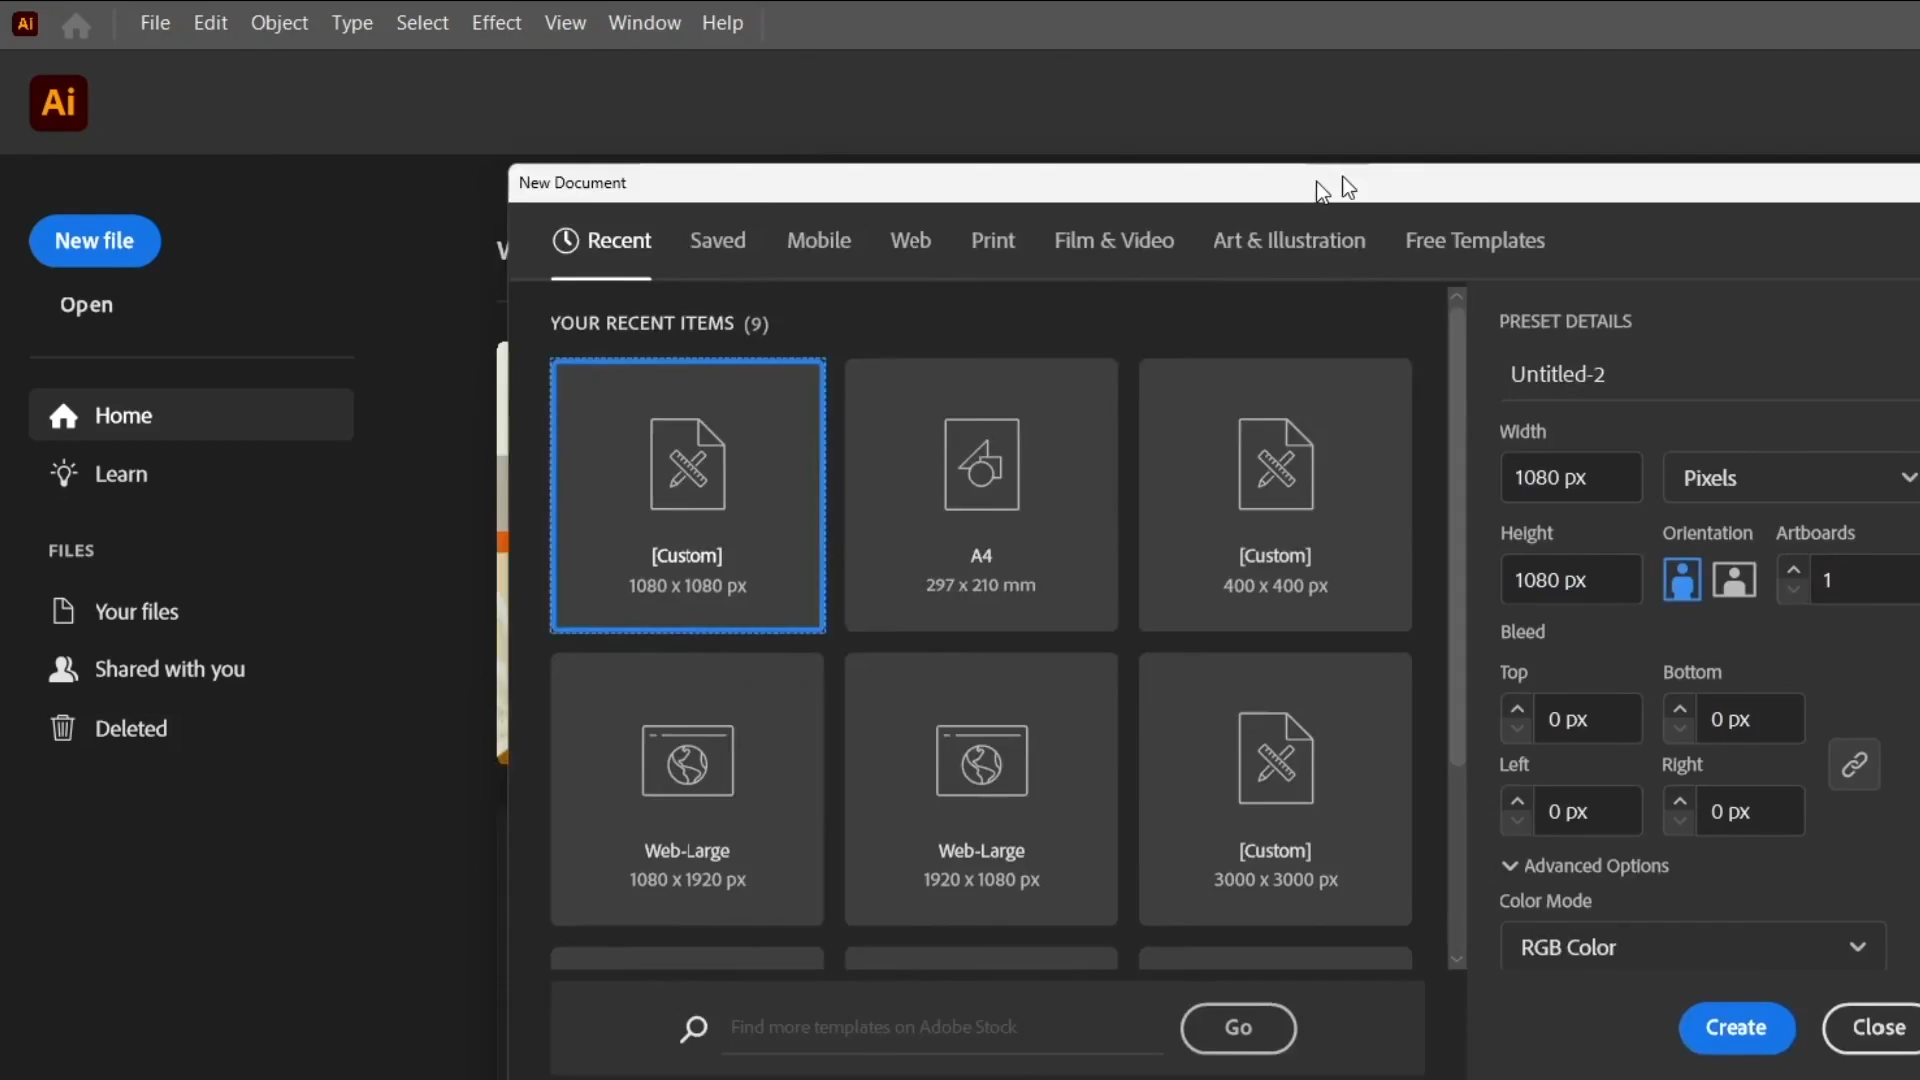 Ai
File Edit Object Type Select Effect View Window Help
Ai
New file
Open
Home
Learn
FILES
Your files
Shared with you
Deleted
New Document
Recent Saved Mobile Web Print Film & Video Art & Illustration Free Templates
YOUR RECENT ITEMS (9)
[Custom]
1080 x 1080 px
A4
297 x 210 mm
[Custom]
400 x 400 px
Web-Large
1080 x 1920 px
Web-Large
1920 x 1080 px
[Custom]
3000 x 3000 px
Find more templates on Adobe Stock
Go
PRESET DETAILS
Untitled-2
Width
1080 px Pixels
Height Orientation Artboards
1080 px 1
Bleed
Top Bottom
0 px 0 px
Left Right
0 px 0 px
Advanced Options
Color Mode
RGB Color
Create Close